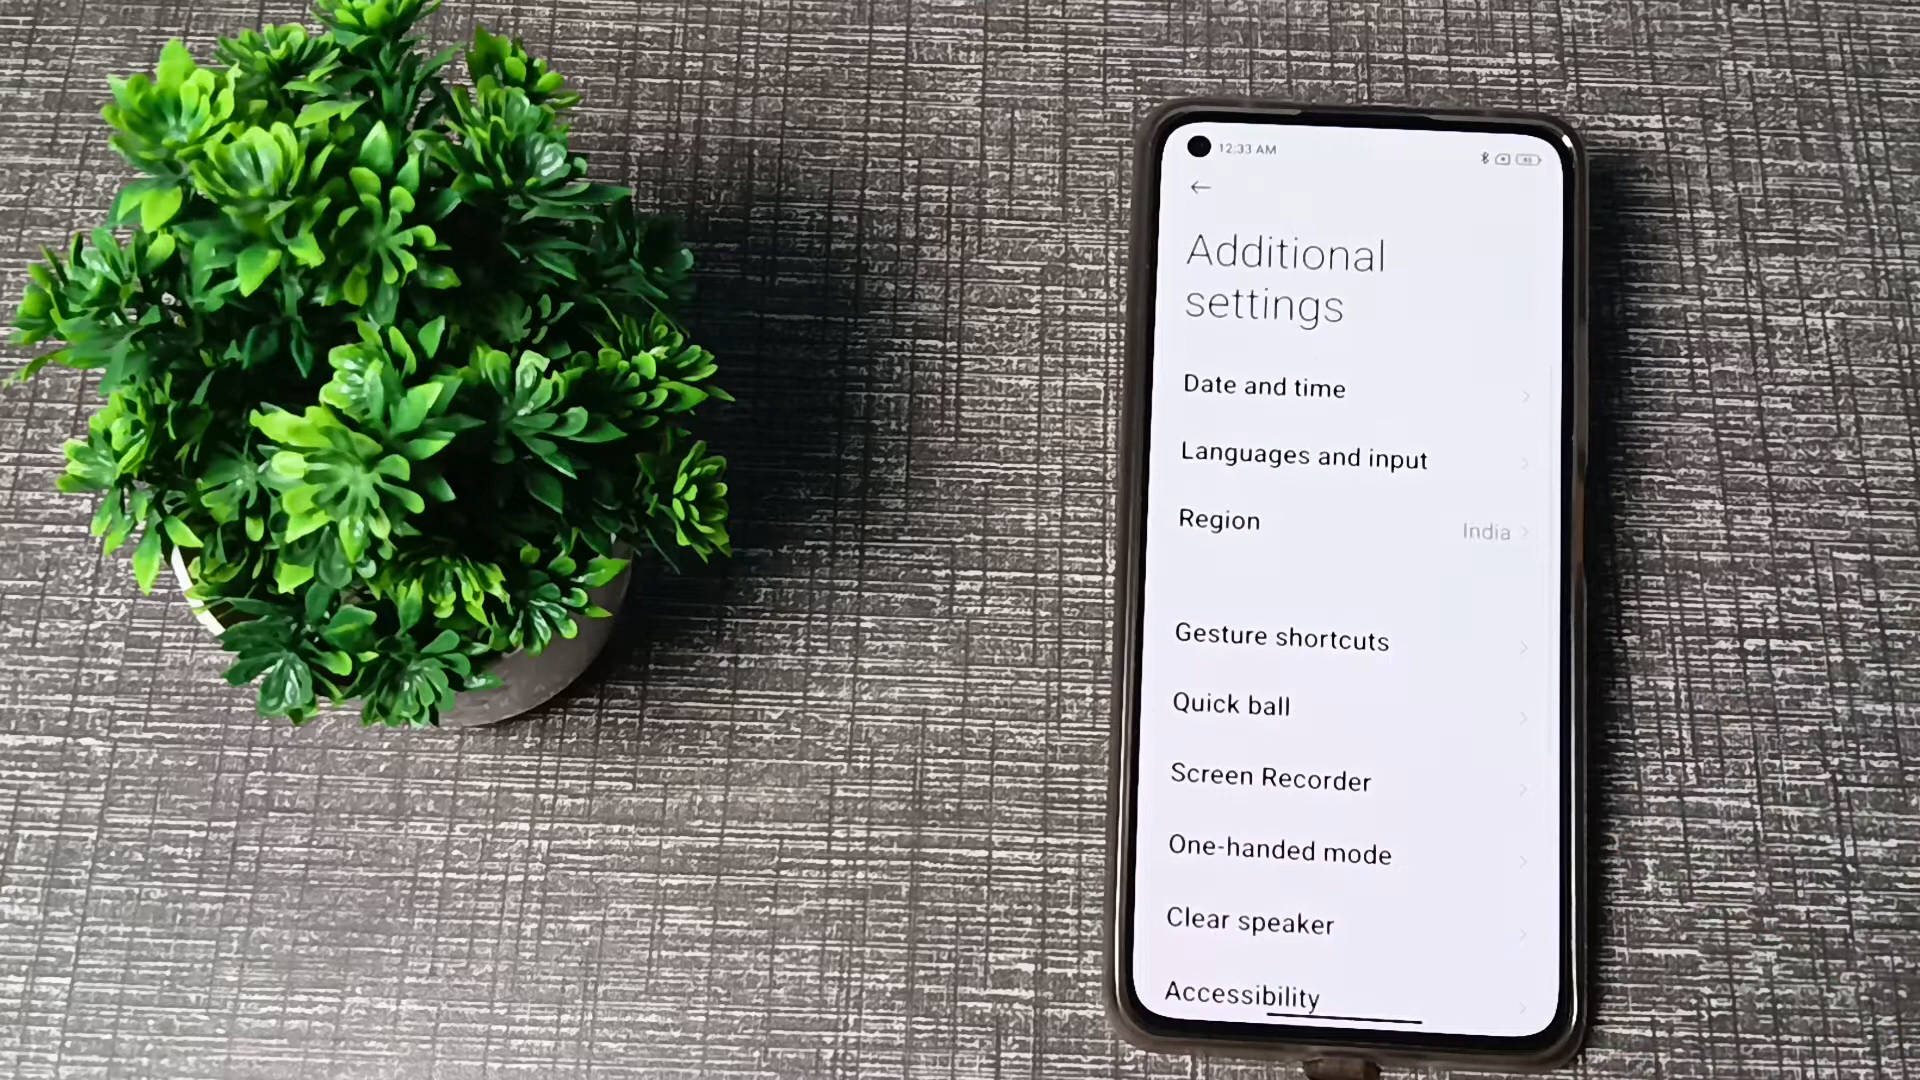 12:33 AM
Additional
settings
Date and time
Languages and input
Region
India
Gesture shortcuts
Quick ball
Screen Recorder
One-handed mode
Clear speaker
Accessibility